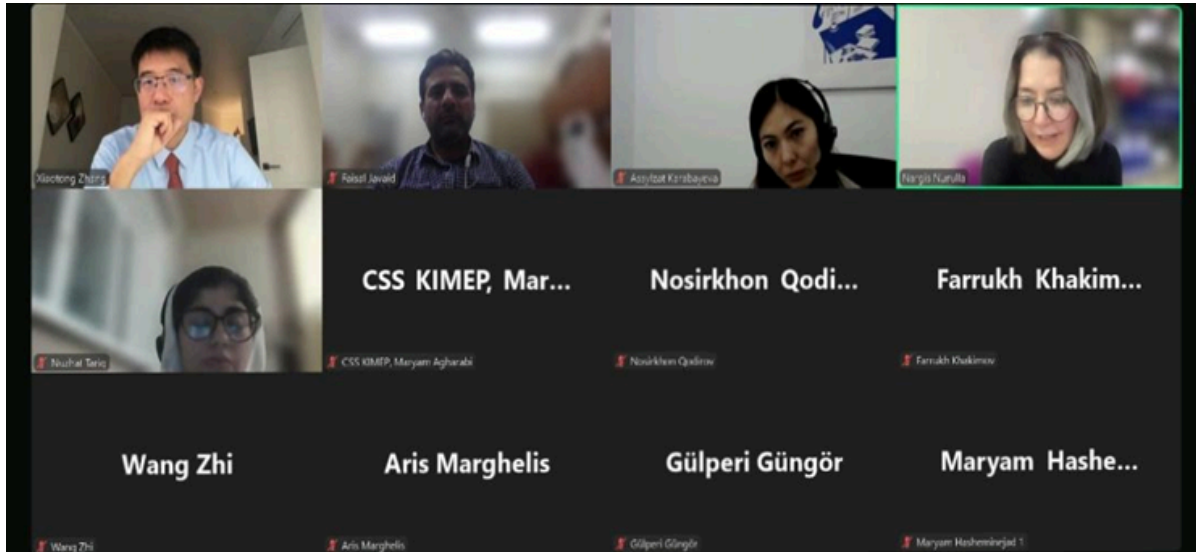 Xiaotong Zhang
Faisal Javaid
Assylzat Karabayeva
Nargis Nurulla
Nuzhat Tariq
CSS KIMEP, Mar...
CSS KIMEP, Maryam Agharabi
Nosirkhon Qodi...
Nosirkhon Qodirov
Farrukh Khakim...
Farrukh Khakimov
Wang Zhi
Wang Zhi
Aris Marghelis
Aris Marghelis
Gülperi Güngör
Gülperi Güngör
Maryam Hashe...
Maryam Hasheminejad 1